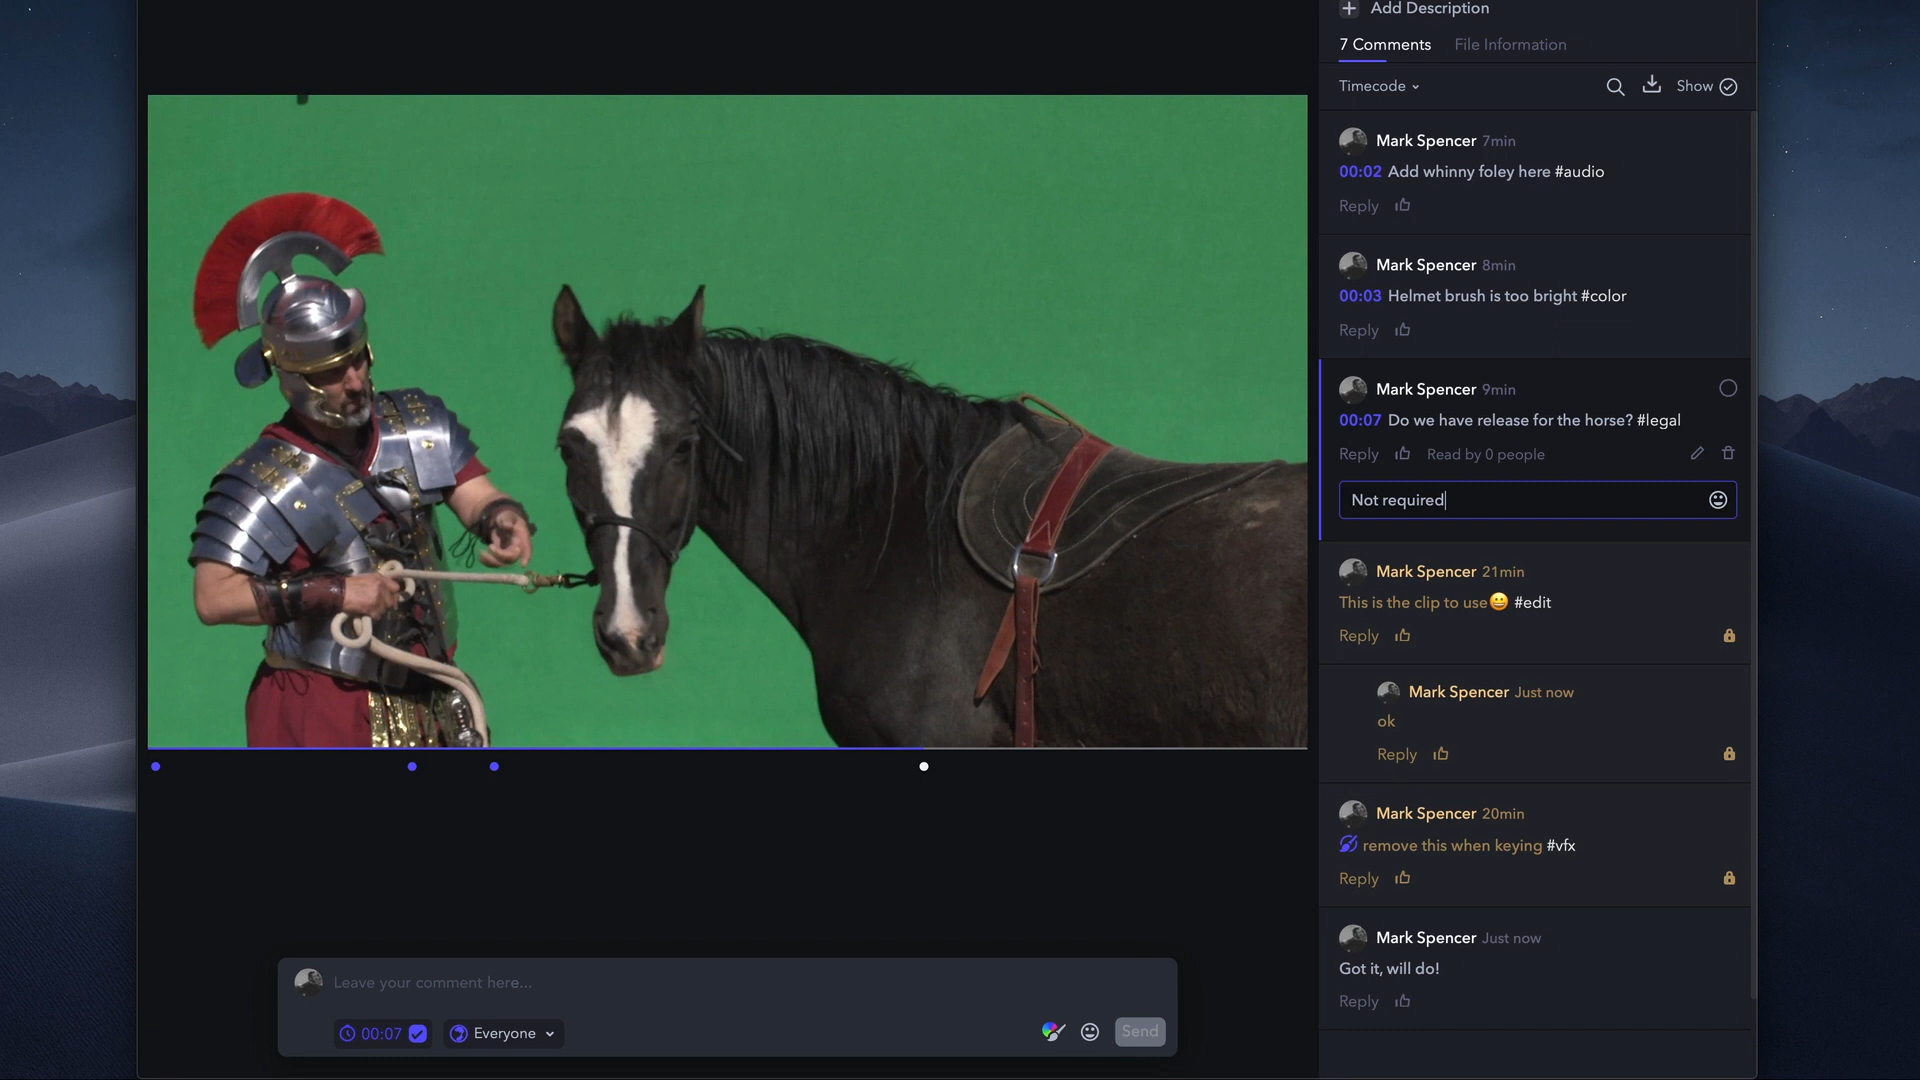 Add Description
7 Comments File Information
Timecode Show
Mark Spencer 7min
00:02 Add whinny foley here #audio
Reply
Mark Spencer 8min
00:03 Helmet brush is too bright #color
Reply
Mark Spencer 9min
00:07 Do we have release for the horse? #legal
Reply Read by 0 people
Not required
Mark Spencer 21min
This is the clip to use😀 #edit
Reply
Mark Spencer Just now
ok
Reply
Mark Spencer 20min
remove this when keying #vfx
Reply
Mark Spencer Just now
Got it, will do!
Reply
Leave your comment here...
00:07 Everyone Send